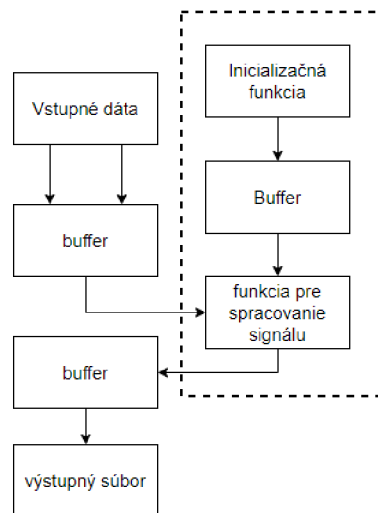 Vstupné dáta
buffer
Inicializačná
funkcia
Buffer
funkcia pre
spracovanie
signálu
buffer
výstupný súbor